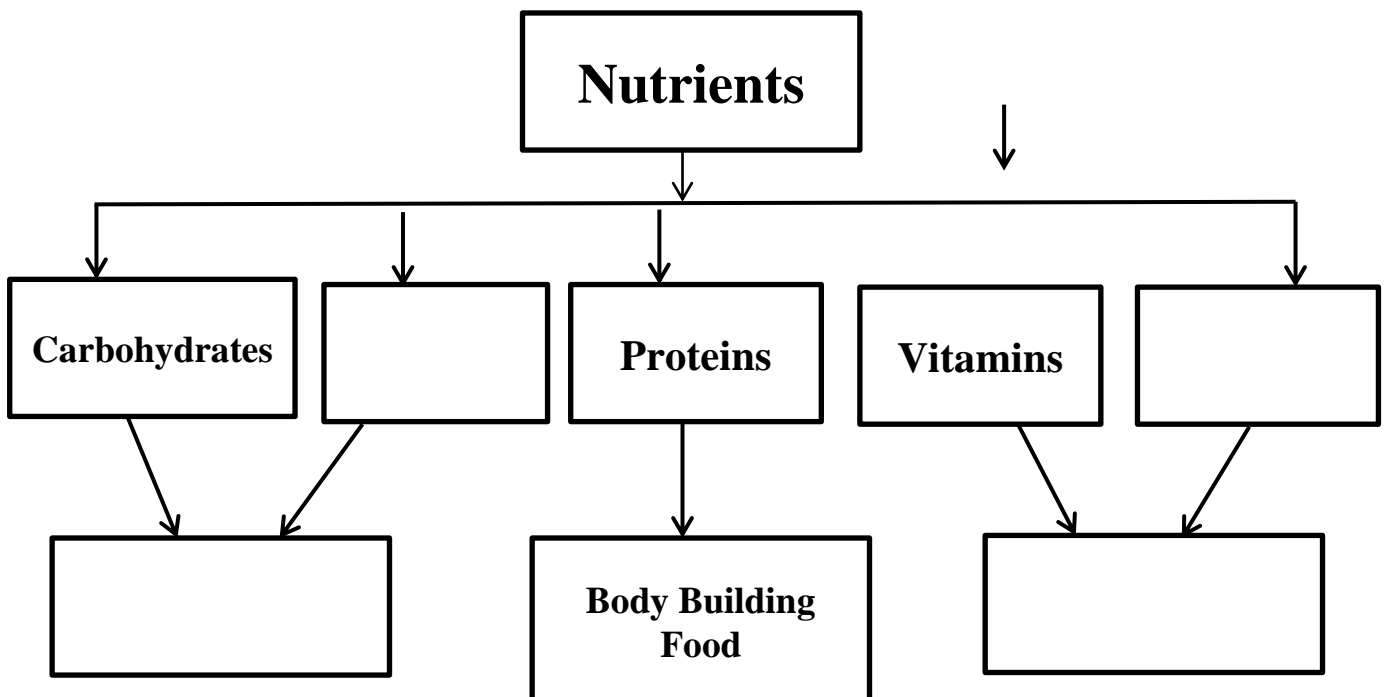 Nutrients
Carbohydrates
Proteins
Vitamins
Body Building
Food